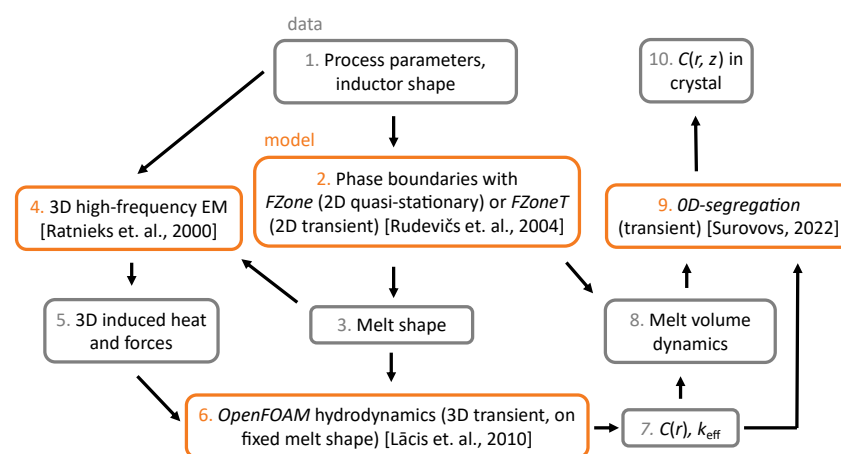 data
1. Process parameters,
inductor shape
10. C(r, z) in
crystal
model
2. Phase boundaries with
FZone (2D quasi-stationary) or FZoneT
(2D transient) [Rudevičs et. al., 2004]
4. 3D high-frequency EM
[Ratnieks et. al., 2000]
9. 0D-segregation
(transient) [Surovovs, 2022]
5. 3D induced heat
and forces
3. Melt shape
8. Melt volume
dynamics
6. OpenFOAM hydrodynamics (3D transient, on
fixed melt shape) [Lācis et. al., 2010]
7. C(r), keff